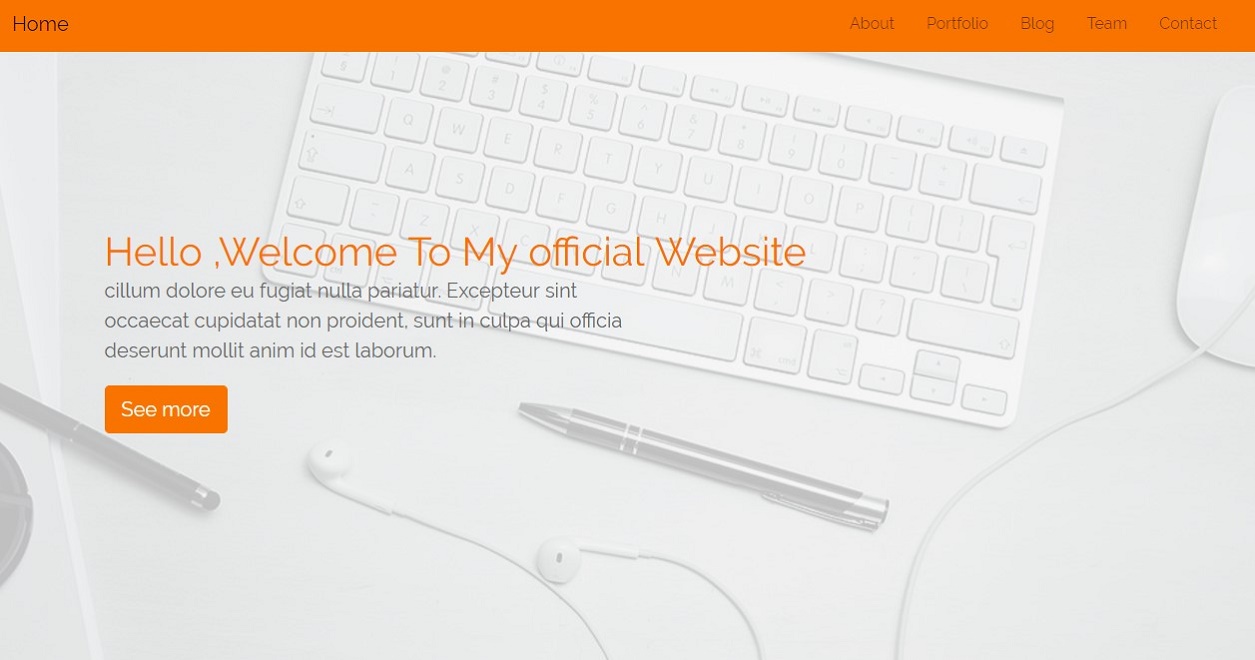 Home
About Portfolio Blog Team Contact
Hello ,Welcome To My official Website
cillum dolore eu fugiat nulla pariatur. Excepteur sint
occaecat cupidatat non proident, sunt in culpa qui officia
deserunt mollit anim id est laborum.
See more